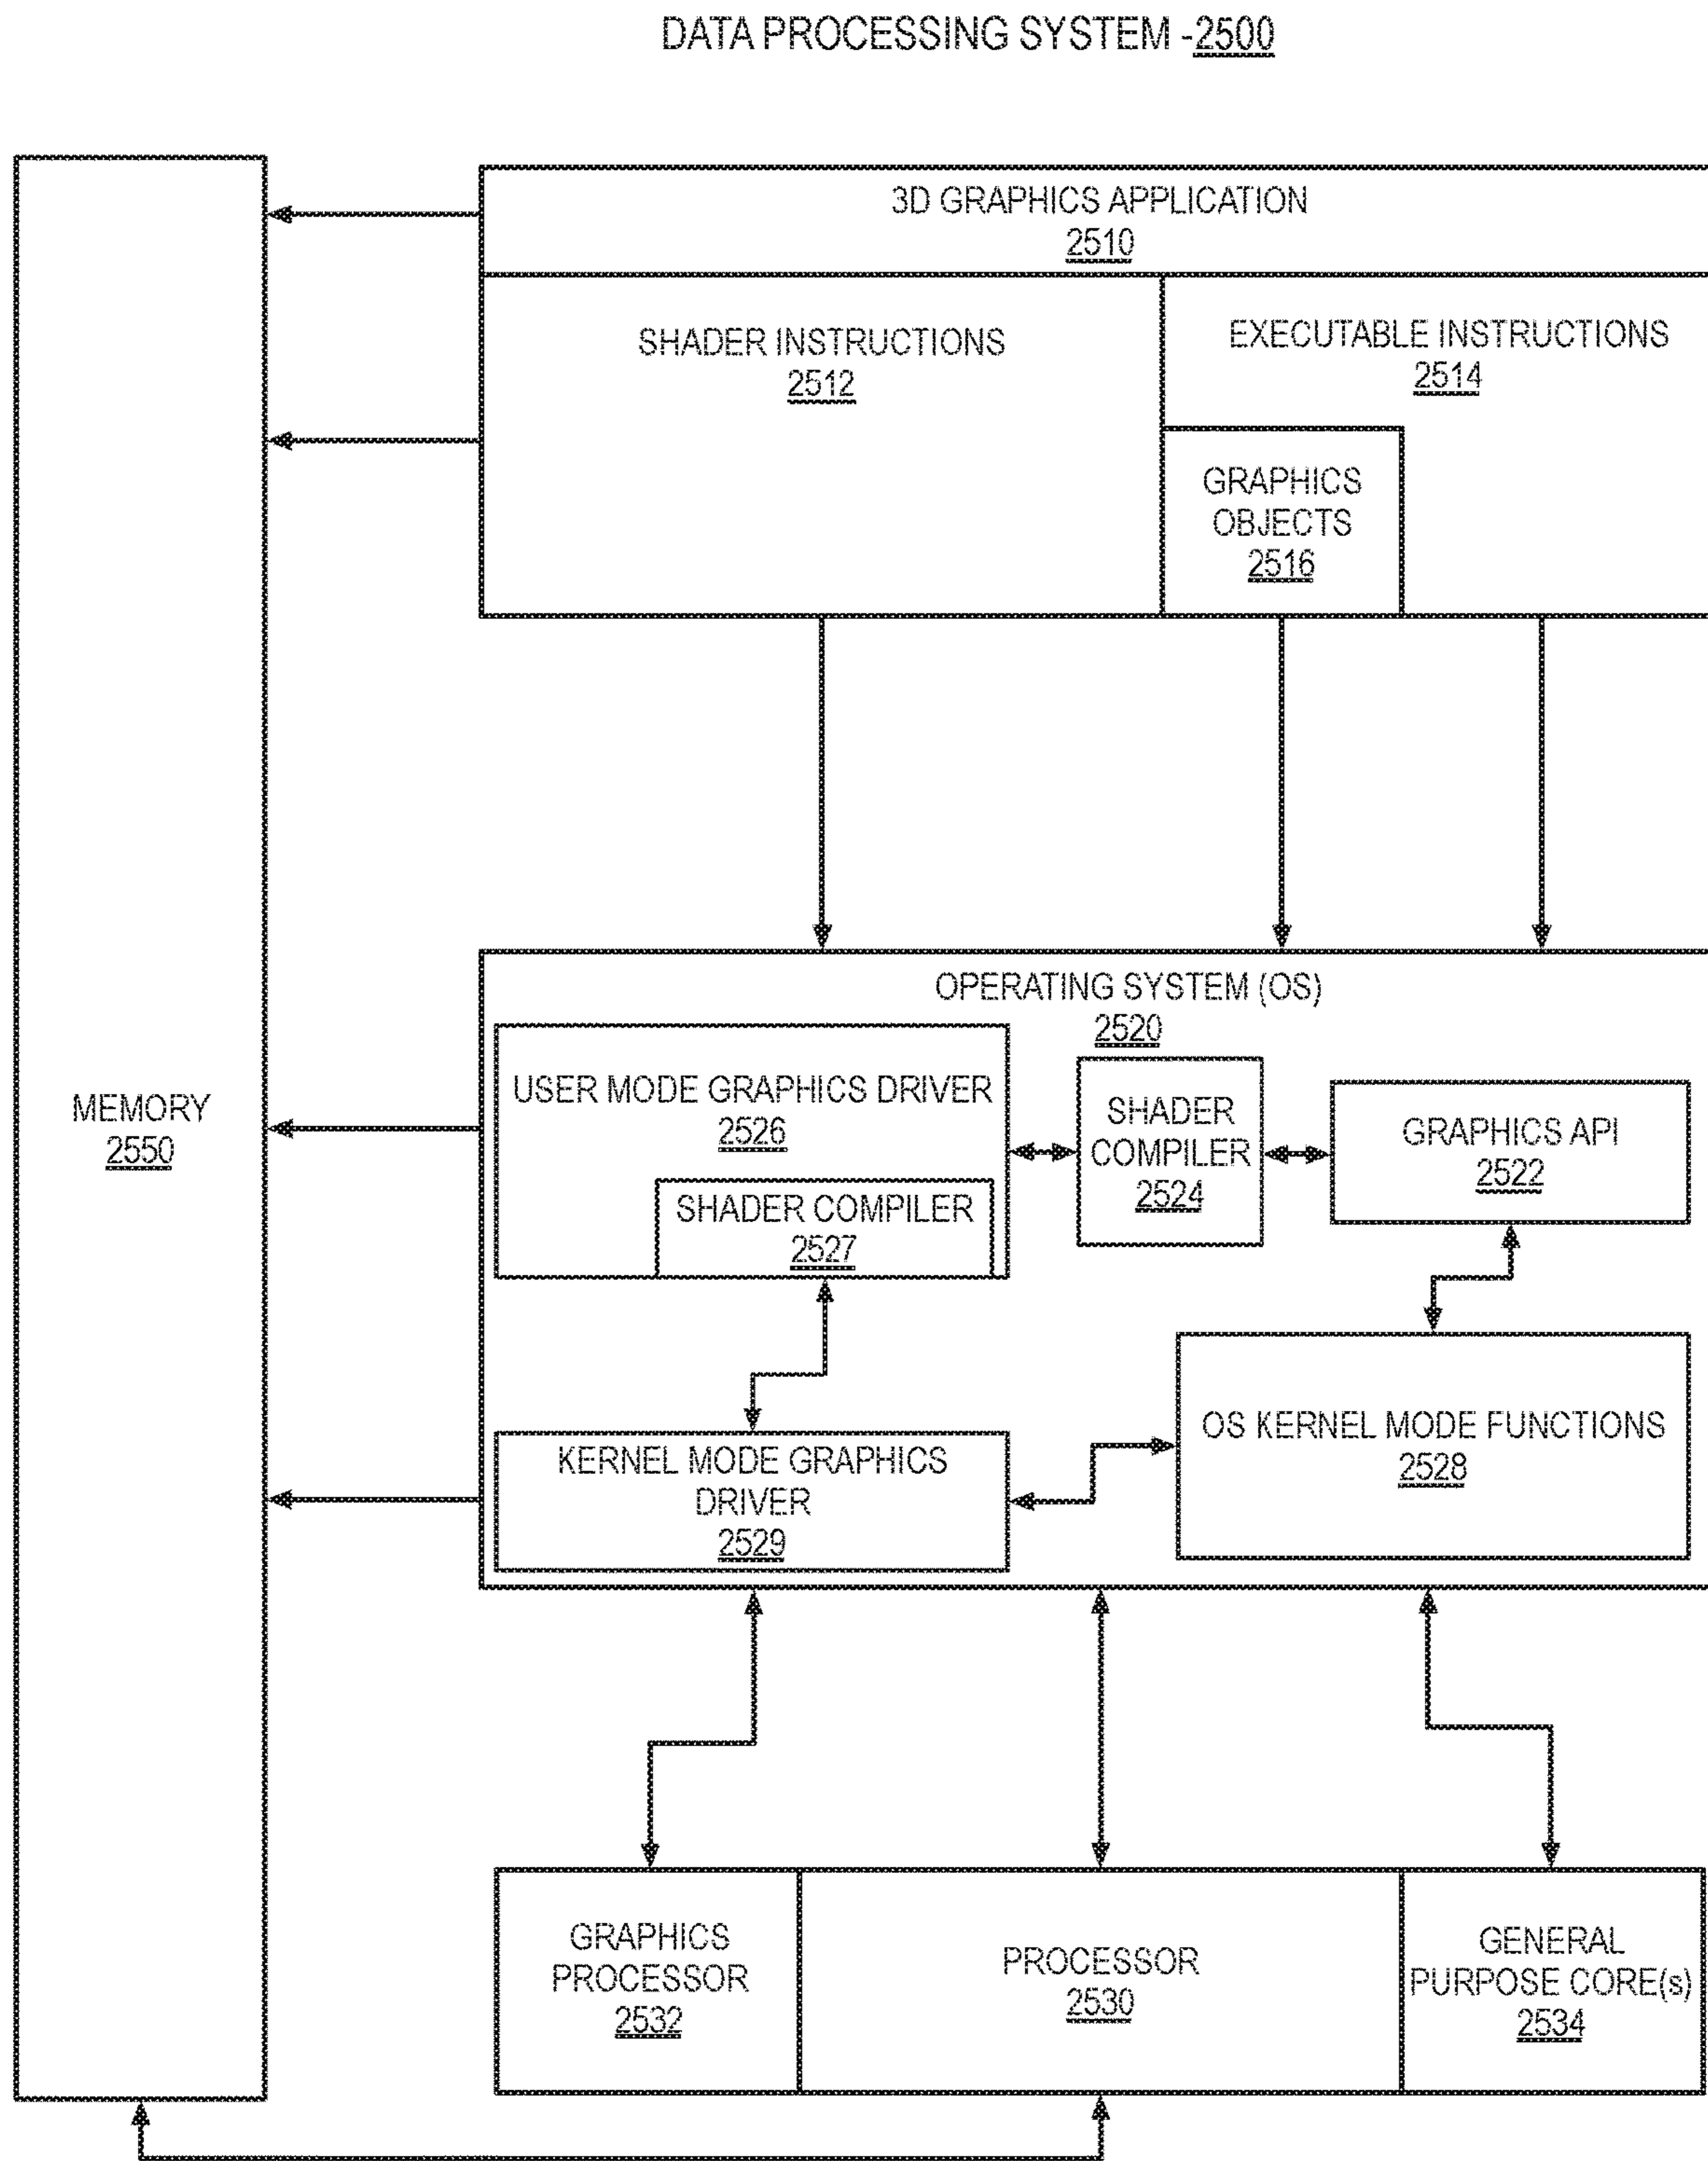 DATA PROCESSING SYSTEM -2500
3D GRAPHICS APPLICATION
2510
SHADER INSTRUCTIONS
2512
EXECUTABLE INSTRUCTIONS
2514
GRAPHICS
OBJECTS
2516
MEMORY
2550
OPERATING SYSTEM (OS)
2520
USER MODE GRAPHICS DRIVER
2526
SHADER COMPILER
2527
SHADER
COMPILER
2524
GRAPHICS API
2522
KERNEL MODE GRAPHICS
DRIVER
2529
OS KERNEL MODE FUNCTIONS
2528
GRAPHICS
PROCESSOR
2532
PROCESSOR
2530
GENERAL
PURPOSE CORE(s)
2534